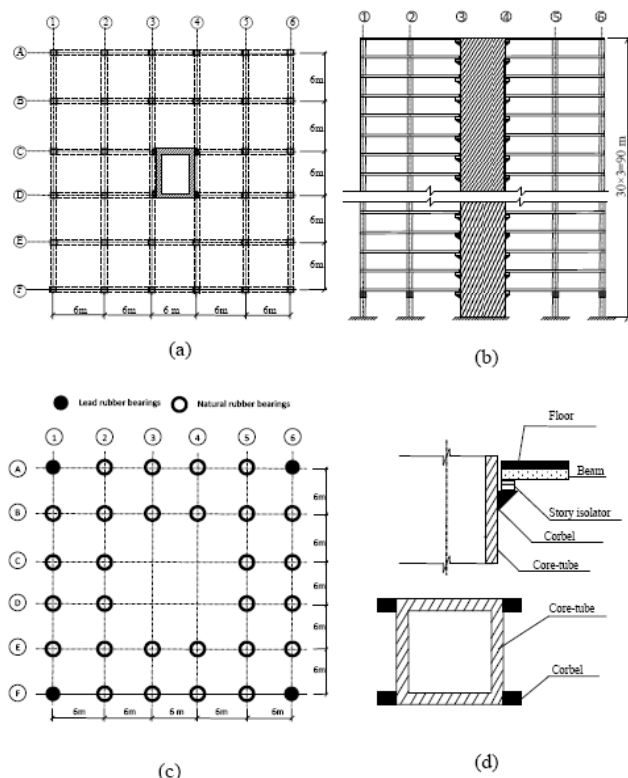 1 2 3 4 5 6
A
B
C
D
E
F
6m
6m
6m
6m
6m
6m 6m 6 m 6m 6m
(a)
1 2 3 4 5 6
30×3=90 m
(b)
Lead rubber bearings Natural rubber bearings
1 2 3 4 5 6
A
B
C
D
E
F
6m
6m
6m
6m
6m
6m 6m 6 m 6m 6m
(c)
Floor
Beam
Story isolator
Corbel
Core-tube
Core-tube
Corbel
(d)